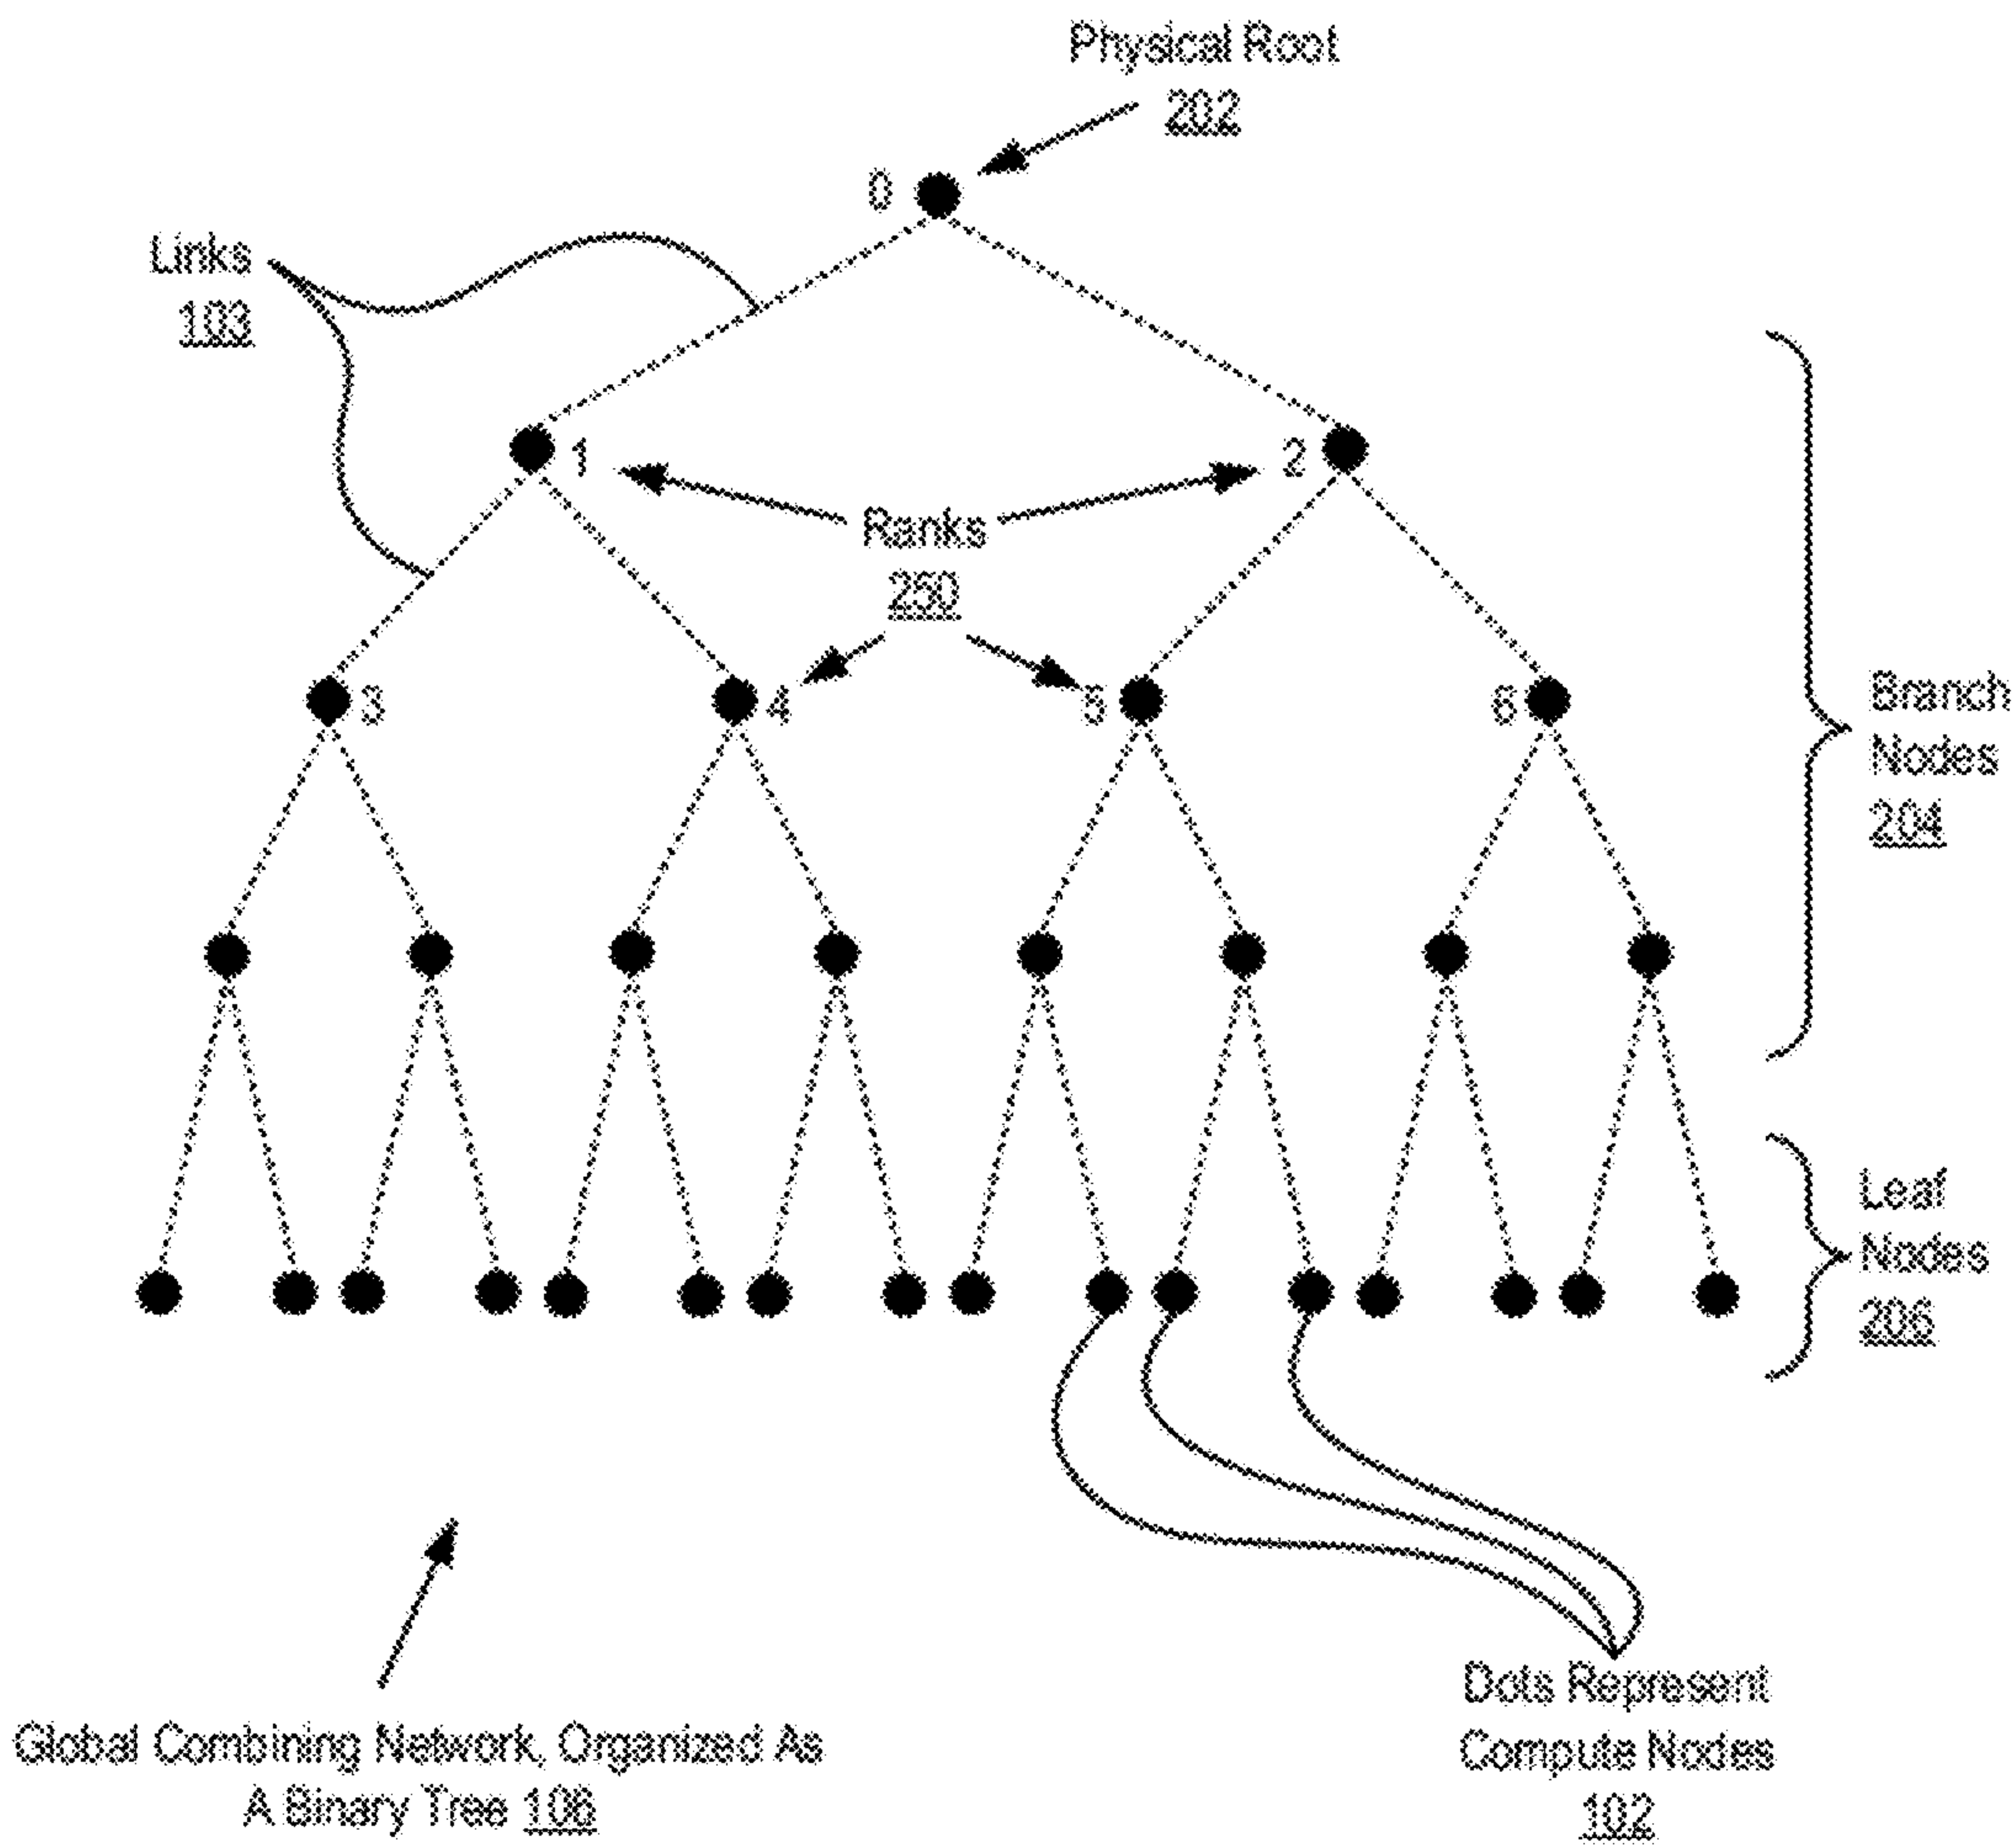 Physical Root
202
0
Links
103
1
2
Ranks
250
3
4
5
6
Branch
Nodes
204
Leaf
Nodes
206
Global Combining Network, Organized As
A Binary Tree 106
Dots Represent
Compute Nodes
102